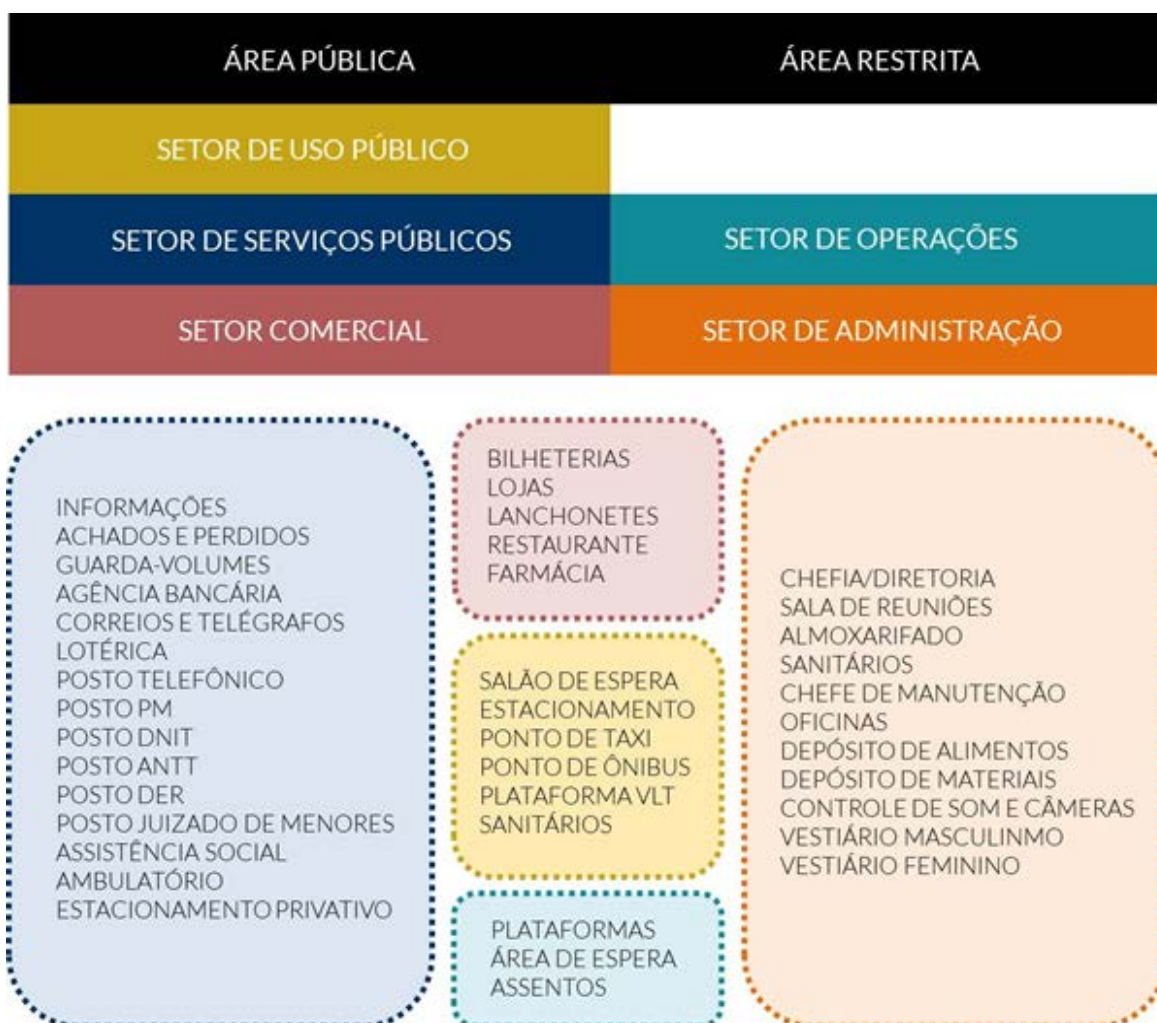 ÁREA PÚBLICA
ÁREA RESTRITA
SETOR DE USO PÚBLICO
SETOR DE SERVIÇOS PÚBLICOS
SETOR DE OPERAÇÕES
SETOR COMERCIAL
SETOR DE ADMINISTRAÇÃO
INFORMAÇÕES
ACHADOS E PERDIDOS
GUARDA-VOLUMES
AGÊNCIA BANCÁRIA
CORREIOS E TELÉGRAFOS
LOTÉRICA
POSTO TELEFÔNICO
POSTO PM
POSTO DNIT
POSTO ANTT
POSTO DER
POSTO JUIZADO DE MENORES
ASSISTÊNCIA SOCIAL
AMBULATÓRIO
ESTACIONAMENTO PRIVATIVO
BILHETERIAS
LOJAS
LANCHONETES
RESTAURANTE
FARMÁCIA
SALÃO DE ESPERA
ESTACIONAMENTO
PONTO DE TAXI
PONTO DE ÔNIBUS
PLATAFORMA VLT
SANITÁRIOS
PLATAFORMAS
ÁREA DE ESPERA
ASSENTOS
CHEFIA/DIRETORIA
SALA DE REUNIÕES
ALMOXARIFADO
SANITÁRIOS
CHEFE DE MANUTENÇÃO
OFICINAS
DEPÓSITO DE ALIMENTOS
DEPÓSITO DE MATERIAIS
CONTROLE DE SOM E CÂMERAS
VESTIÁRIO MASCULINMO
VESTIÁRIO FEMININO